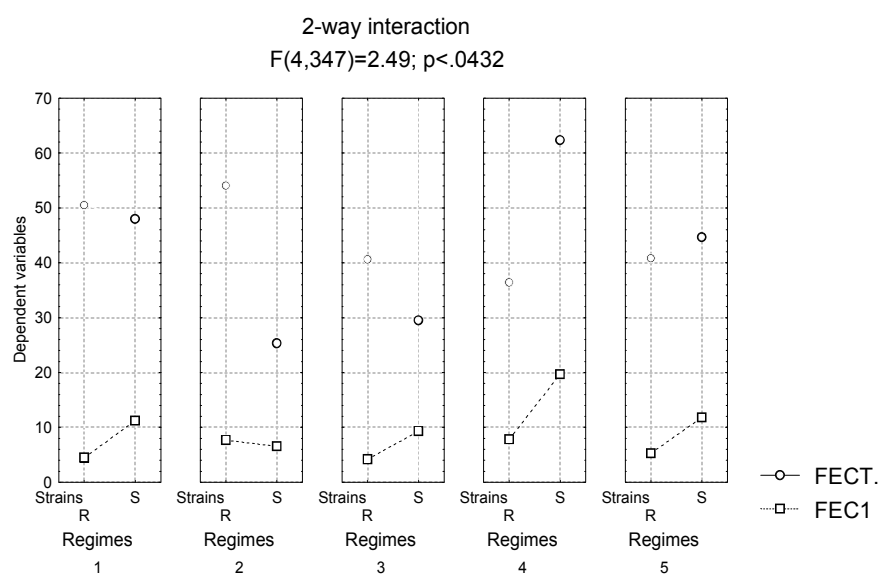 2-way interaction
F(4,347)=2.49; p<.0432
Dependent variables
70
60
50
40
30
20
10
0
Strains S Strains S Strains S Strains S Strains S
R R R R R
Regimes Regimes Regimes Regimes Regimes
1 2 3 4 5
FECT.
FEC1